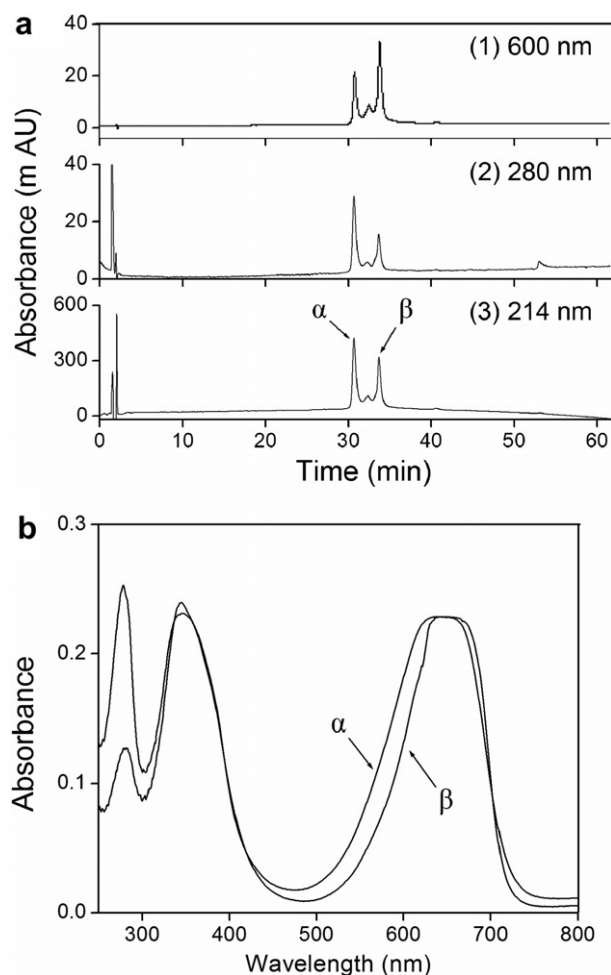 a
40
20
0
(1) 600 nm
40
20
0
(2) 280 nm
600
300
0
α
β
(3) 214 nm
Absorbance (m AU)
0
10
20
30
40
50
60
Time (min)
b
0.3
0.2
0.1
0.0
α
β
Absorbance
300
400
500
600
700
800
Wavelength (nm)